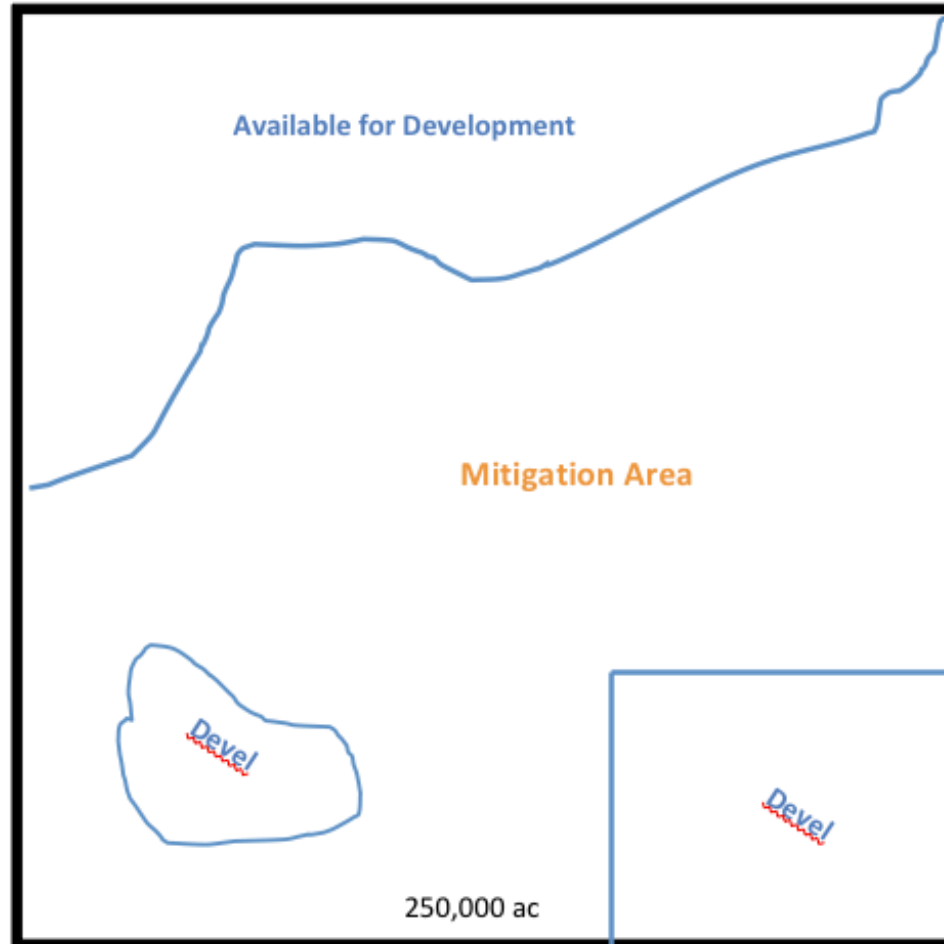 Available for Development
Mitigation Area
Devel
Devel
250,000 ac